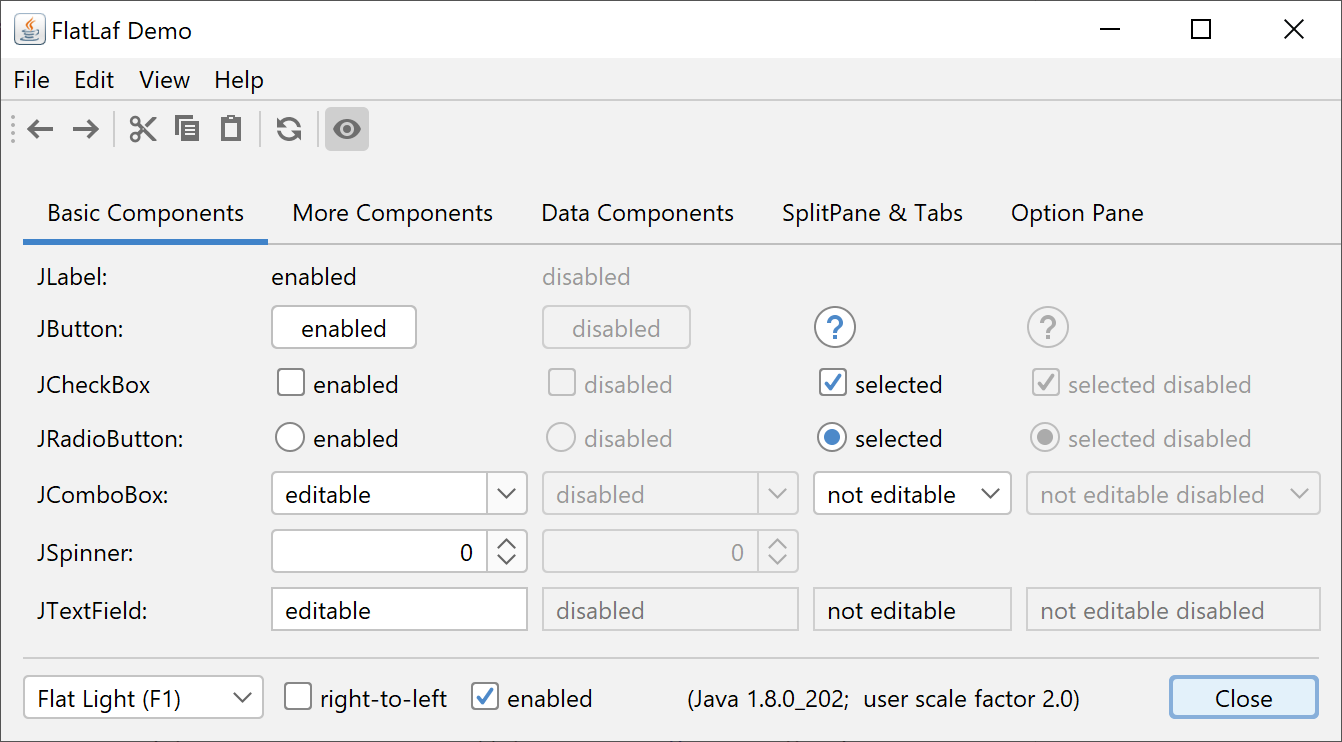 FlatLaf Demo
File Edit View Help
Basic Components More Components Data Components SplitPane & Tabs Option Pane
JLabel: enabled disabled
JButton: enabled disabled ? ?
JCheckBox enabled disabled selected selected disabled
JRadioButton: enabled disabled selected selected disabled
JComboBox: editable disabled not editable not editable disabled
JSpinner: 0 0
JTextField: editable disabled not editable not editable disabled
Flat Light (F1) right-to-left enabled (Java 1.8.0_202; user scale factor 2.0) Close